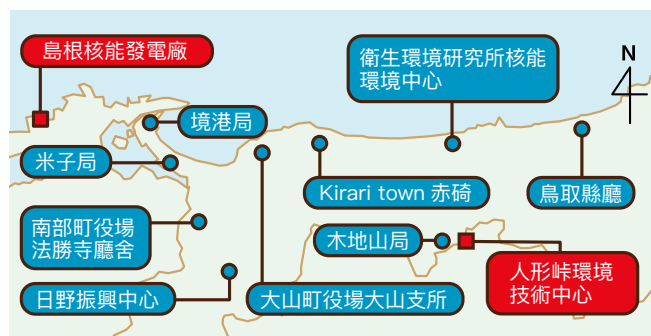 島根核能發電廠
衛生環境研究所核能
環境中心
N
境港局
米子局
Kirari town 赤碕
鳥取縣廳
南部町役場
法勝寺廳舍
木地山局
人形峠環境
技術中心
日野振興中心
大山町役場大山支所